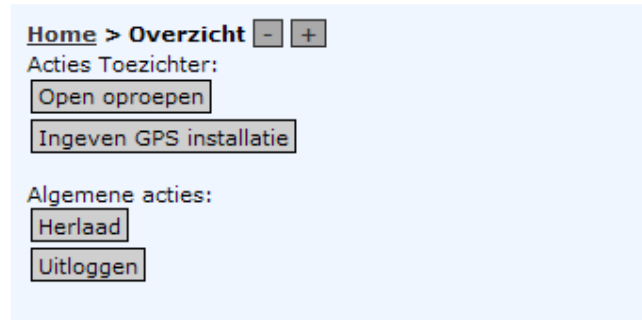 Home > Overzicht - +
Acties Toezichter:
Open oproepen
Ingeven GPS installatie
Algemene acties:
Herlaad
Uitloggen